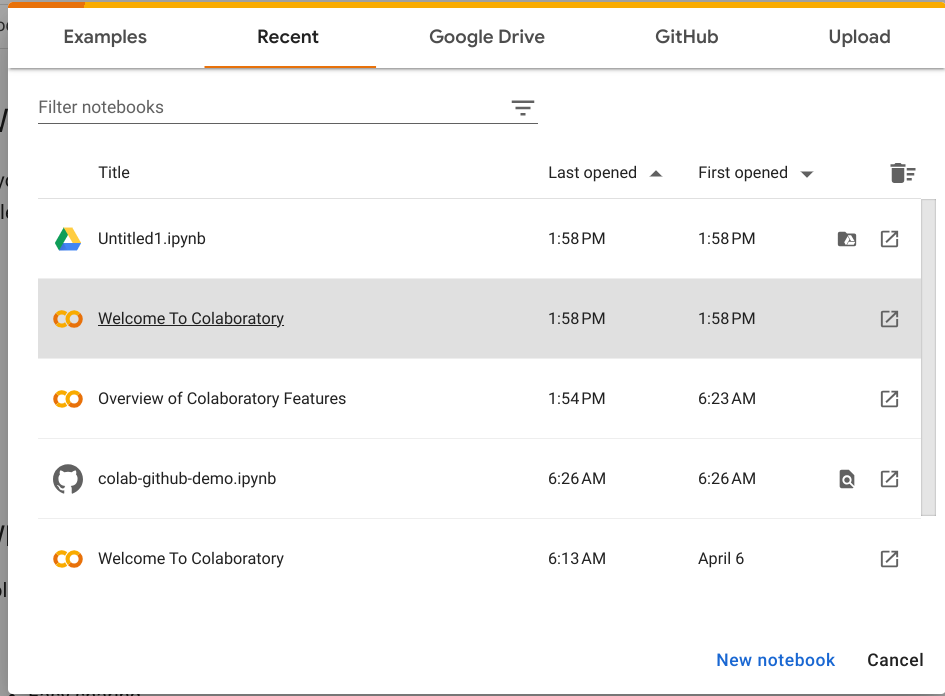 Examples Recent Google Drive GitHub Upload
Filter notebooks
Title Last opened First opened
Untitled1.ipynb 1:58 PM 1:58 PM
Welcome To Colaboratory 1:58 PM 1:58 PM
Overview of Colaboratory Features 1:54 PM 6:23 AM
colab-github-demo.ipynb 6:26 AM 6:26 AM
Welcome To Colaboratory 6:13 AM April 6
New notebook Cancel